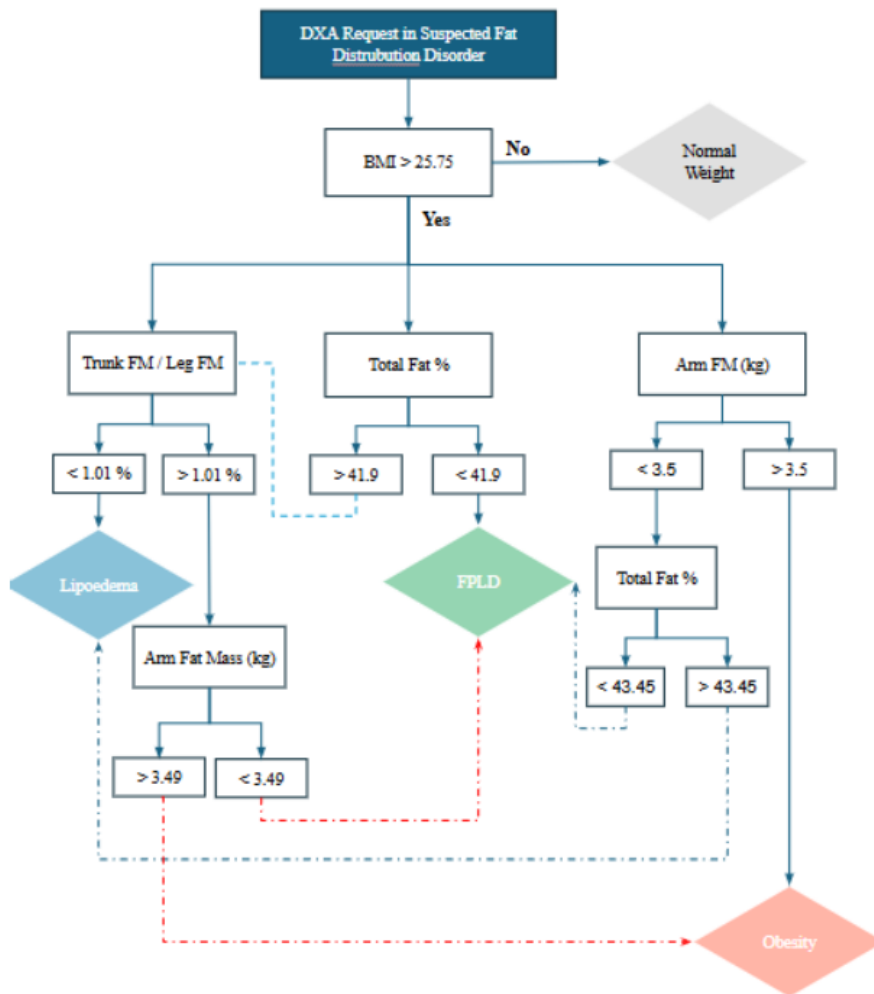 DXA Request in Suspected Fat
Distrubution Disorder
BMI > 25.75
No
Normal
Weight
Yes
Trunk FM / Leg FM
Total Fat %
Arm FM (kg)
< 1.01 %
> 1.01 %
> 41.9
< 41.9
< 3.5
> 3.5
Lipoedema
FPLD
Total Fat %
Arm Fat Mass (kg)
< 43.45
> 43.45
> 3.49
< 3.49
Obesity